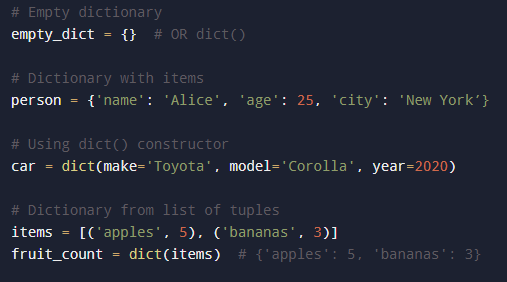 # Empty dictionary
empty_dict = {}  # OR dict()
# Dictionary with items
person = {'name': 'Alice', 'age': 25, 'city': 'New York’}
# Using dict() constructor
car = dict(make='Toyota', model='Corolla', year=2020)
# Dictionary from list of tuples
items = [('apples', 5), ('bananas', 3)]
fruit_count = dict(items)  # {'apples': 5, 'bananas': 3}